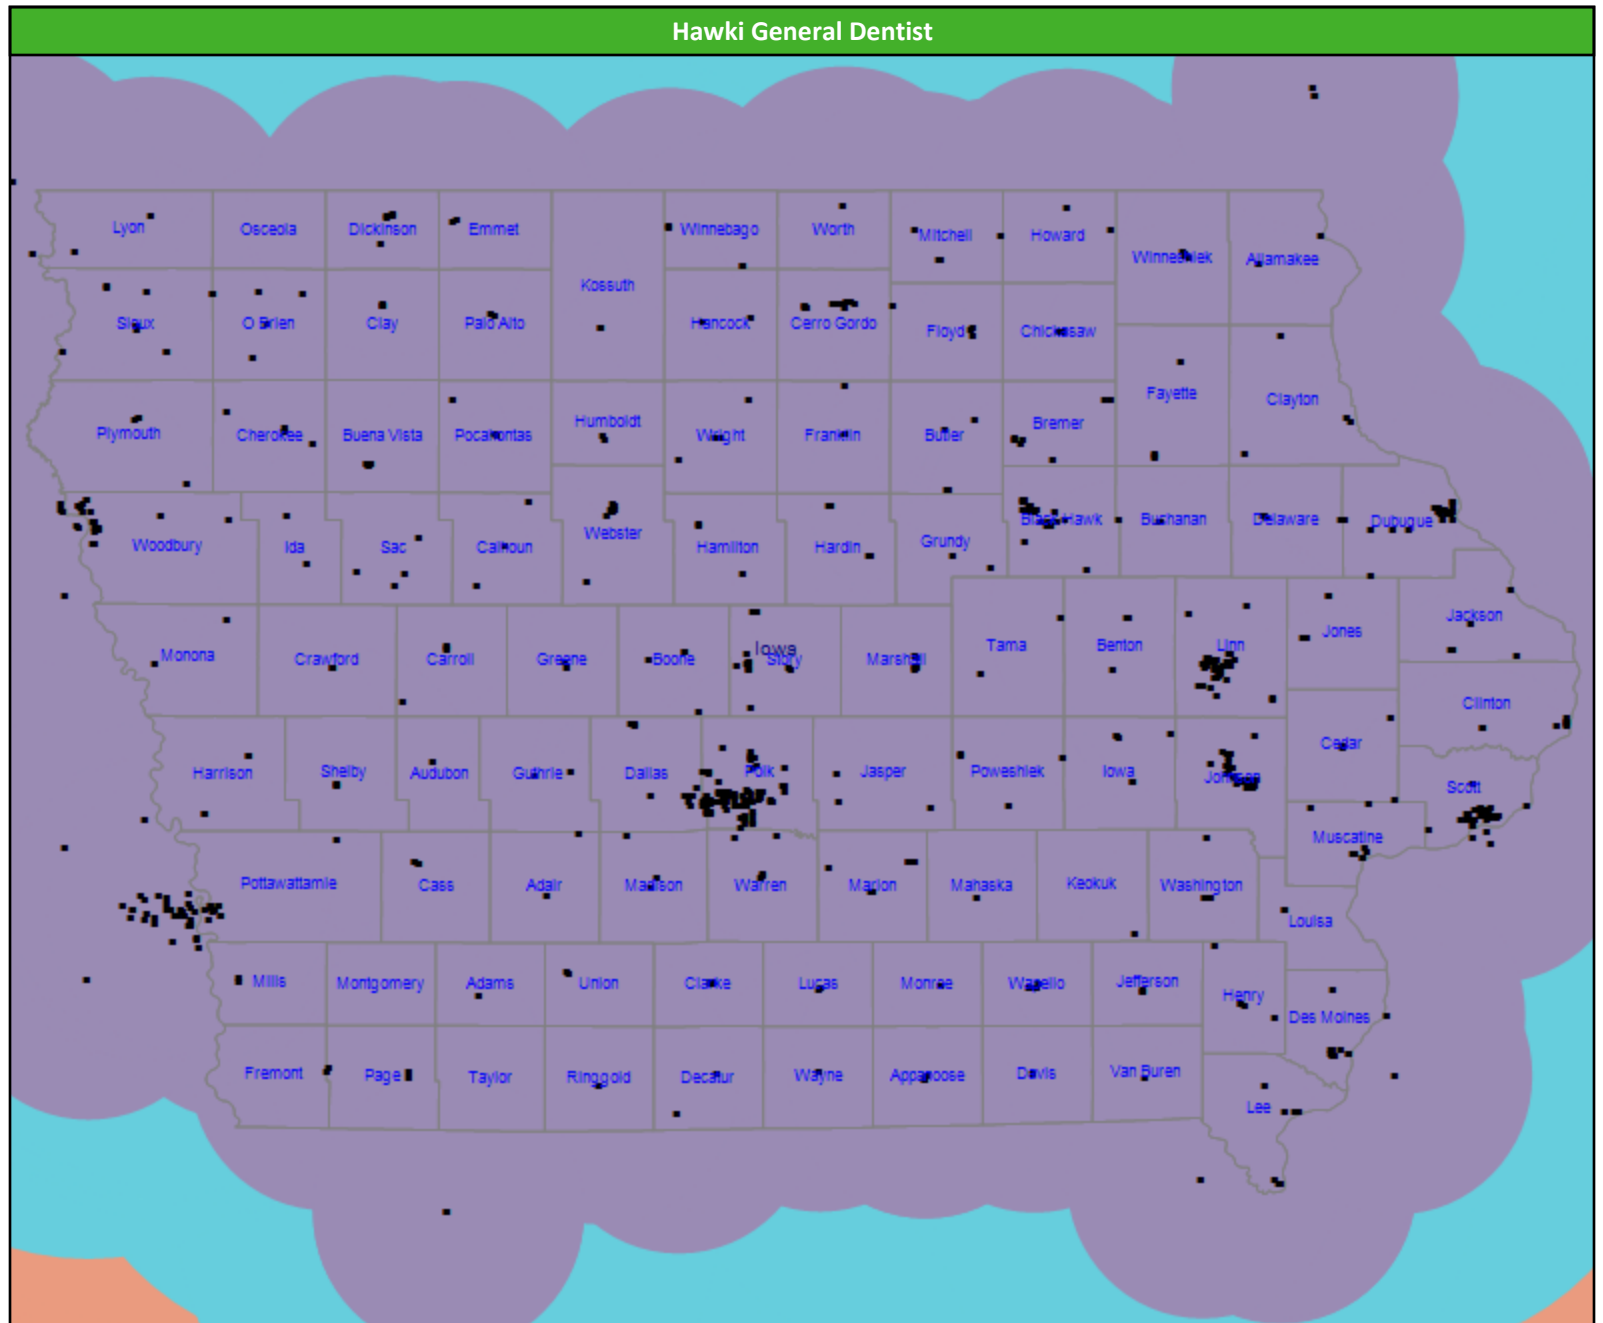 Hawki General Dentist
Lyon
Osceola
Dickinson
Emmet
Winnebago
Worth
Mitchell
Howard
Winneshiek
Allamakee
Kossuth
Sioux
O Brien
Clay
Palo Alto
Hancock
Cerro Gordo
Floyd
Chickasaw
Fayette
Clayton
Plymouth
Cherokee
Buena Vista
Pocahontas
Humboldt
Wright
Franklin
Butler
Bremer
Woodbury
Ida
Sac
Calhoun
Webster
Hamilton
Hardin
Grundy
Black Hawk
Buchanan
Delaware
Dubuque
Monona
Crawford
Carroll
Greene
Boone
Iowa
Story
Marshall
Tama
Benton
Linn
Jones
Jackson
Clinton
Harrison
Shelby
Audubon
Guthrie
Dallas
Polk
Jasper
Poweshiek
Iowa
Johnson
Cedar
Scott
Muscatine
Pottawattamie
Cass
Adair
Madison
Warren
Marion
Mahaska
Keokuk
Washington
Louisa
Mills
Montgomery
Adams
Union
Clarke
Lucas
Monroe
Wapello
Jefferson
Henry
Des Moines
Fremont
Page
Taylor
Ringgold
Decatur
Wayne
Appanoose
Davis
Van Buren
Lee